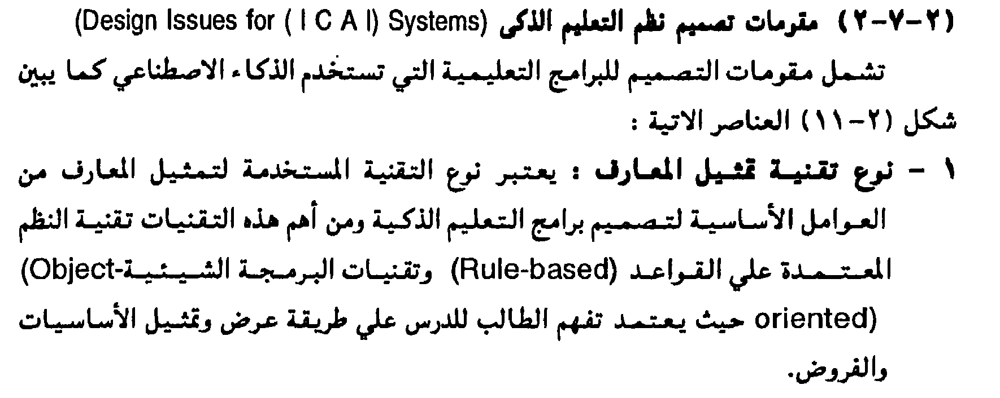 (٢-٧-٢) مقومات تصميم نظم التعليم الذكى (Design Issues for ( I C A I) Systems)
تشمل مقومات التصميم للبرامج التعليمية التي تستخدم الذكاء الاصطناعي كما يبين
شكل (٢-١١) العناصر الاتية :
١ - نوع تقنية تمثيل المعارف : يعتبر نوع التقنية المستخدمة لتمثيل المعارف من
العوامل الأساسية لتصميم برامج التعليم الذكية ومن أهم هذه التقنيات تقنية النظم
المعتمدة علي القواعد (Rule-based) وتقنيات البرمجة الشيئية (Object-
oriented) حيث يعتمد تفهم الطالب للدرس علي طريقة عرض وتمثيل الأساسيات
والفروض.